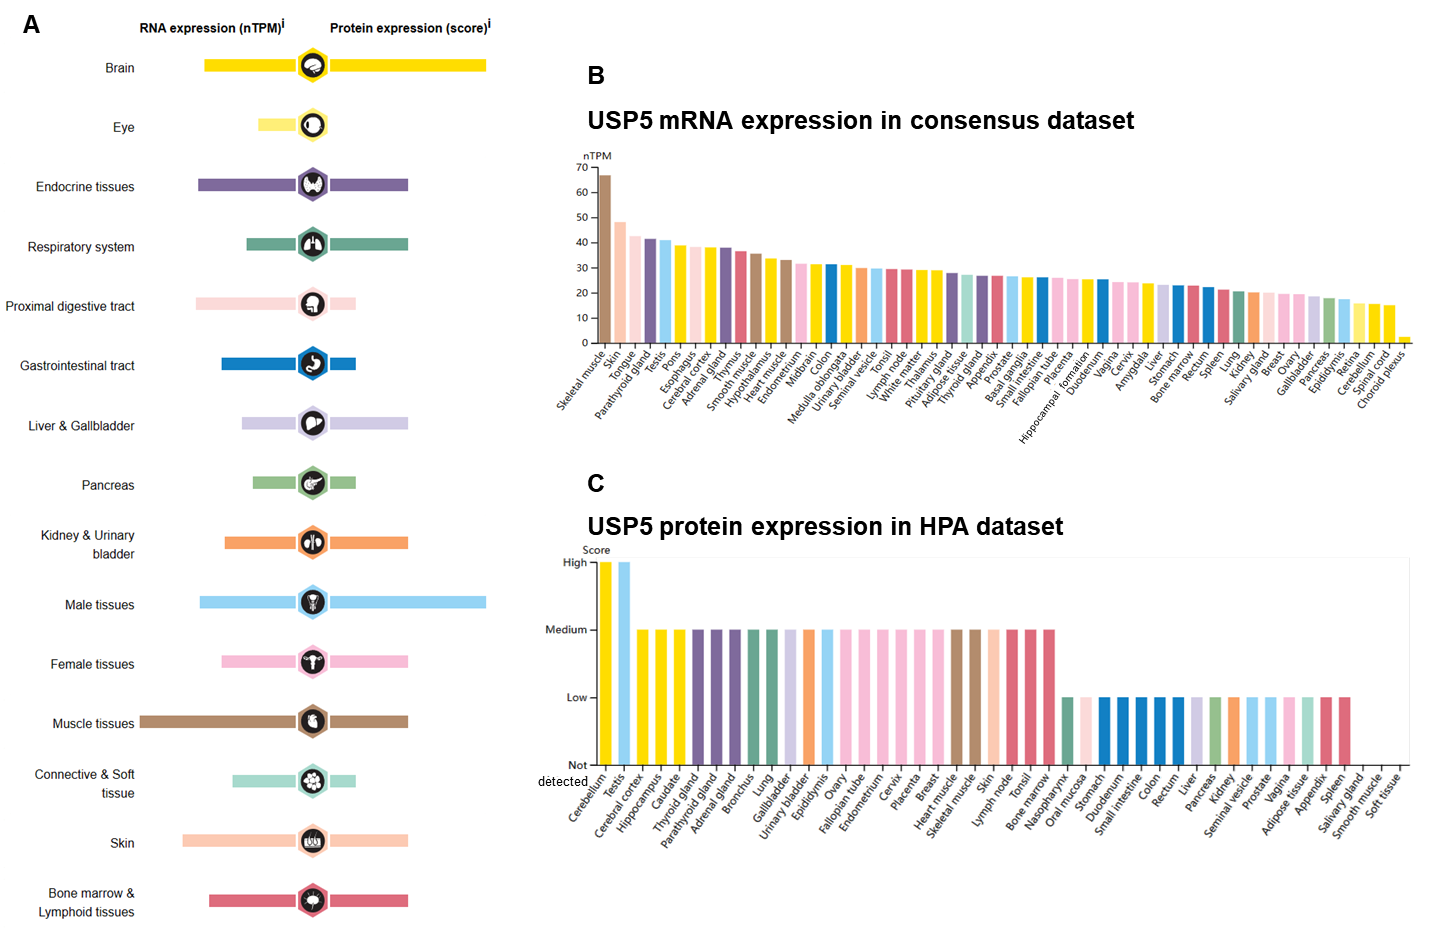 A
RNA expression (nTPM)i
Protein expression (score)i
Brain
Eye
Endocrine tissues
Respiratory system
Proximal digestive tract
Gastrointestinal tract
Liver & Gallbladder
Pancreas
Kidney & Urinary
bladder
Male tissues
Female tissues
Muscle tissues
Connective & Soft
tissue
Skin
Bone marrow &
Lymphoid tissues
B
USP5 mRNA expression in consensus dataset
nTPM
70
60
50
40
30
20
10
0
Skeletal muscle
Skin
Tongue
Parathyroid gland
Testis
Pons
Esophagus
Cerebral cortex
Adrenal gland
Thymus
Smooth muscle
Hypothalamus
Heart muscle
Endometrium
Midbrain
Colon
Medulla oblongata
Urinary bladder
Seminal vesicle
Tonsil
Lymph node
White matter
Thalamus
Pituitary gland
Adipose tissue
Thyroid gland
Appendix
Prostate
Basal ganglia
Small intestine
Fallopian tube
Placenta
Hippocampal formation
Duodenum
Vagina
Cervix
Amygdala
Liver
Stomach
Bone marrow
Rectum
Spleen
Lung
Kidney
Salivary gland
Breast
Ovary
Gallbladder
Pancreas
Epididymis
Retina
Cerebellum
Spinal cord
Choroid plexus
C
USP5 protein expression in HPA dataset
Score
High
Medium
Low
Not
detected
Cerebellum
Testis
Cerebral cortex
Hippocampus
Caudate
Thyroid gland
Parathyroid gland
Adrenal gland
Bronchus
Lung
Gallbladder
Urinary bladder
Epididymis
Ovary
Fallopian tube
Endometrium
Cervix
Placenta
Breast
Heart muscle
Skeletal muscle
Skin
Lymph node
Tonsil
Bone marrow
Nasopharynx
Oral mucosa
Stomach
Duodenum
Small intestine
Colon
Rectum
Liver
Pancreas
Kidney
Seminal vesicle
Prostate
Vagina
Adipose tissue
Appendix
Spleen
Salivary gland
Smooth muscle
Soft tissue